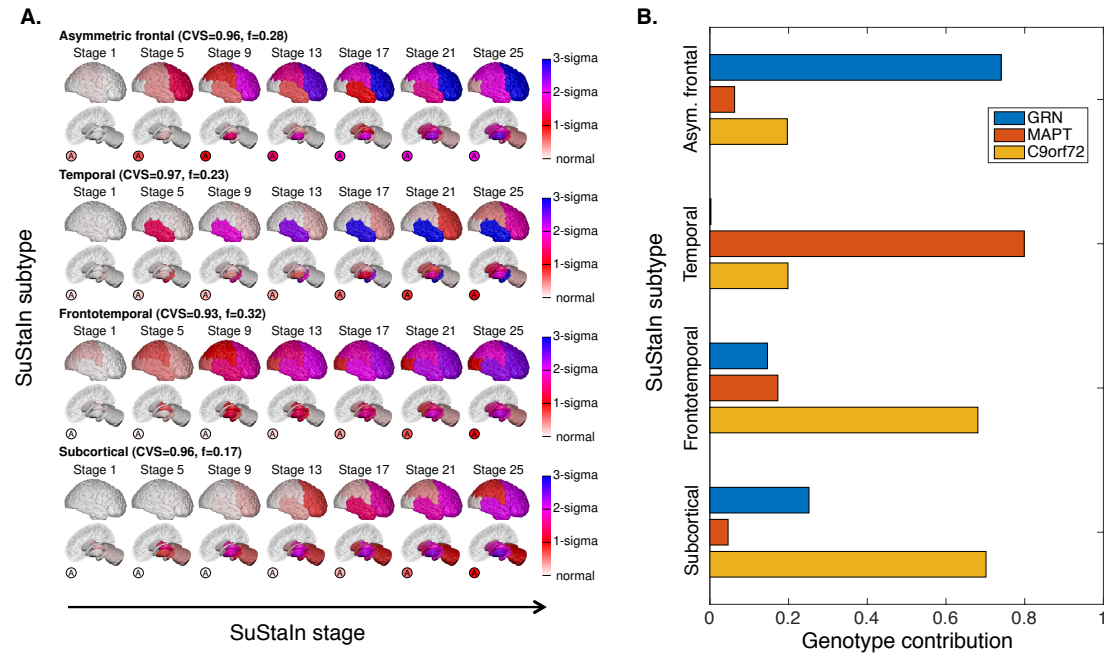 A.
Asymmetric frontal (CVS=0.96, f=0.28)
Stage 1 Stage 5 Stage 9 Stage 13 Stage 17 Stage 21 Stage 25
3-sigma
2-sigma
1-sigma
normal
A A A A A A A
Temporal (CVS=0.97, f=0.23)
Stage 1 Stage 5 Stage 9 Stage 13 Stage 17 Stage 21 Stage 25
3-sigma
2-sigma
1-sigma
normal
A A A A A A A
Frontotemporal (CVS=0.93, f=0.32)
Stage 1 Stage 5 Stage 9 Stage 13 Stage 17 Stage 21 Stage 25
3-sigma
2-sigma
1-sigma
normal
A A A A A A A
Subcortical (CVS=0.96, f=0.17)
Stage 1 Stage 5 Stage 9 Stage 13 Stage 17 Stage 21 Stage 25
3-sigma
2-sigma
1-sigma
normal
A A A A A A A
SuStaIn subtype
SuStaIn stage
B.
GRN
MAPT
C9orf72
Asym. frontal
Temporal
Frontotemporal
Subcortical
SuStaIn subtype
0 0.2 0.4 0.6 0.8 1
Genotype contribution